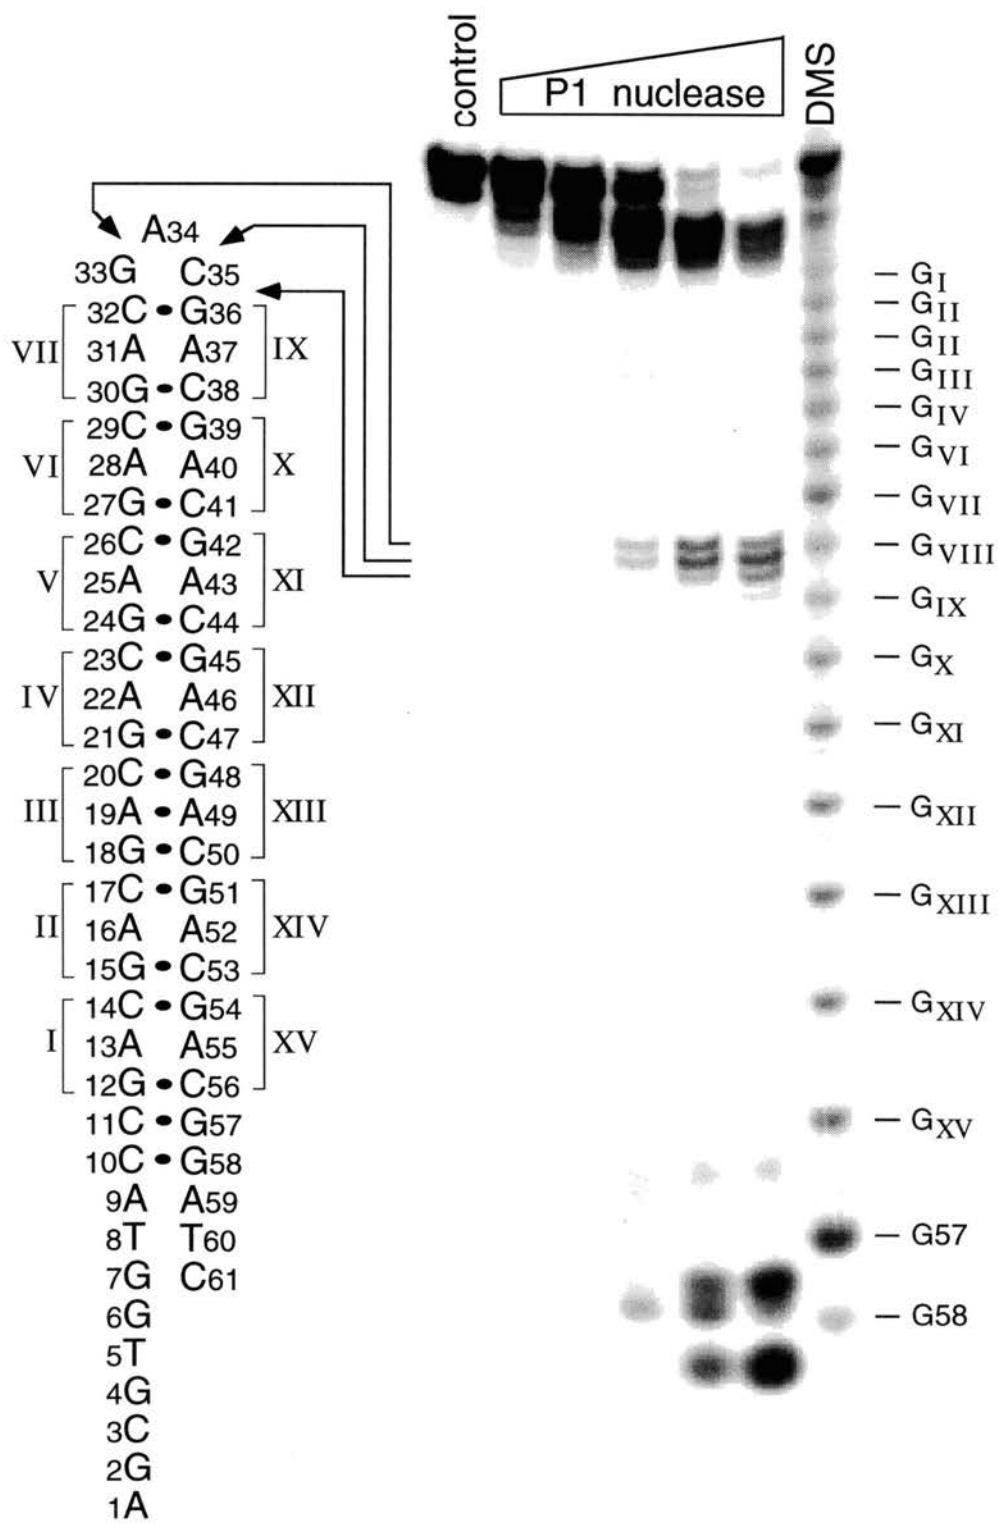 control
P1 nuclease
DMS
A34
33G C35
32C • G36
VII 31A A37 IX
30G • C38
29C • G39
VI 28A A40 X
27G • C41
26C • G42
V 25A A43 XI
24G • C44
23C • G45
IV 22A A46 XII
21G • C47
20C • G48
III 19A • A49 XIII
18G • C50
17C • G51
II 16A A52 XIV
15G • C53
14C • G54
I 13A A55 XV
12G • C56
11C • G57
10C • G58
9A A59
8T T60
7G C61
6G
5T
4G
3C
2G
1A
– GI
– GII
– GII
– GIII
– GIV
– GVI
– GVII
– GVIII
– GIX
– GX
– GXI
– GXII
– GXIII
– GXIV
– GXV
– G57
– G58